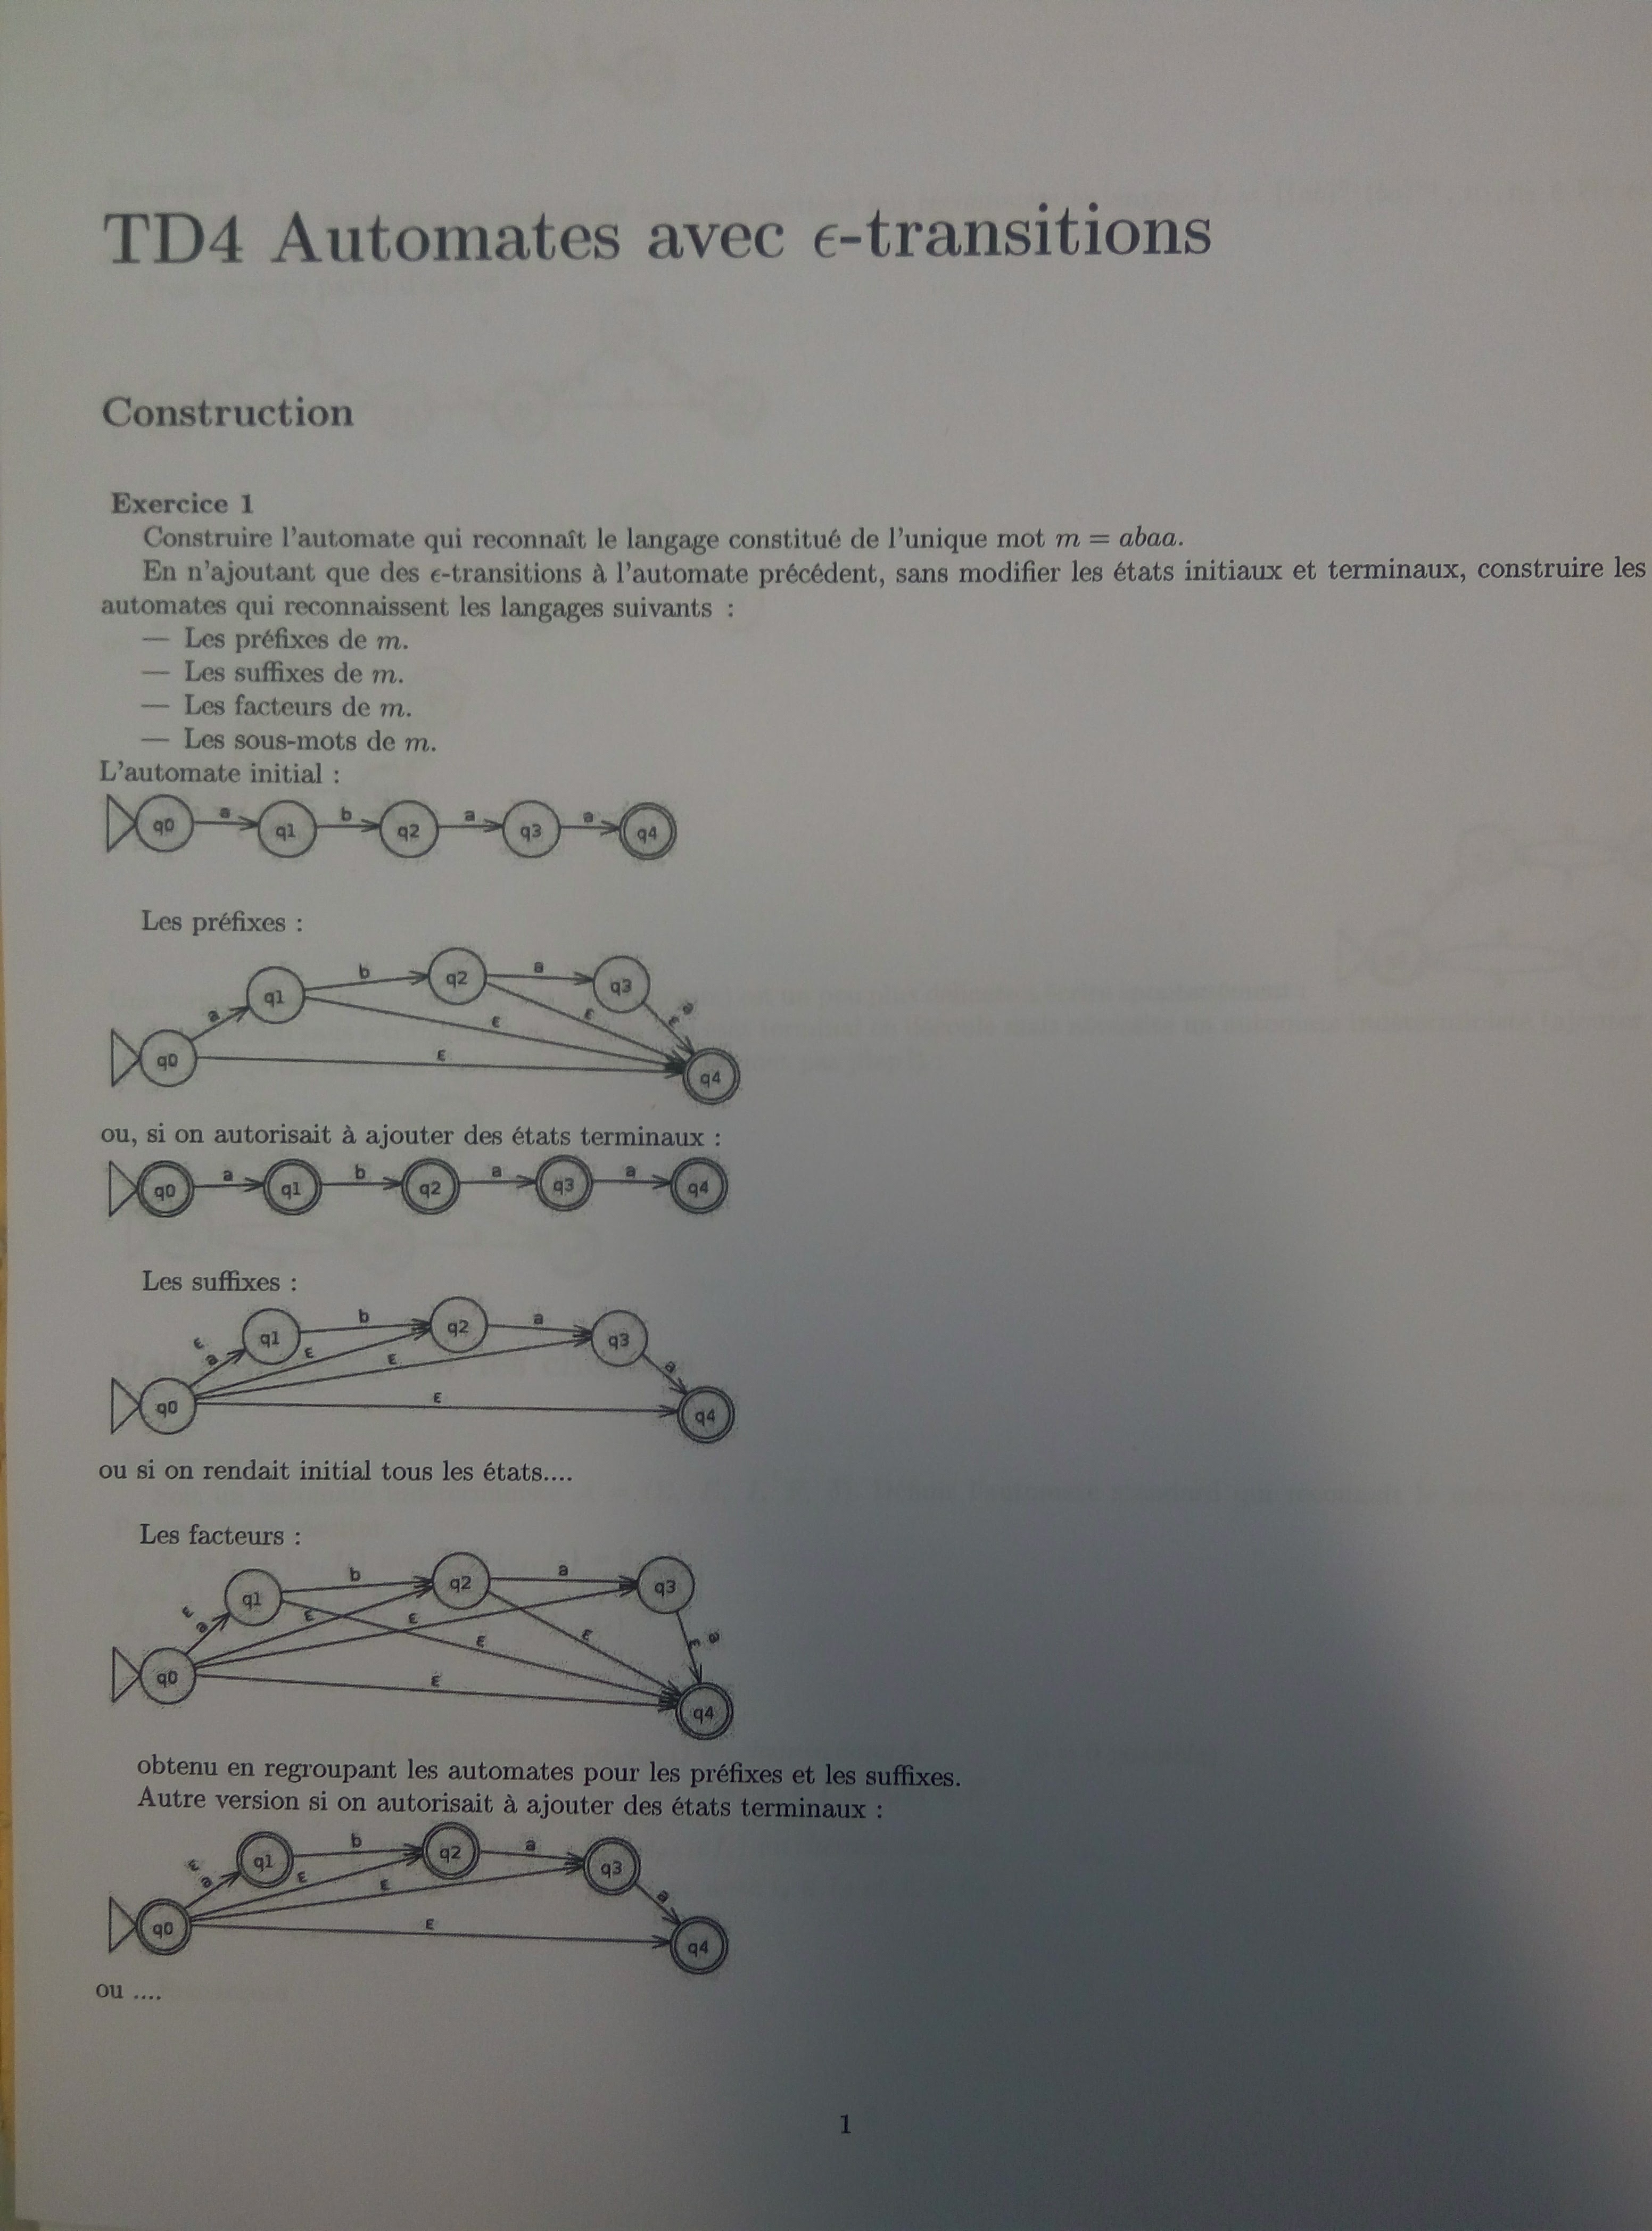 TD4 Automates avec ϵ-transitions
Construction
Exercice 1
Construire l'automate qui reconnaît le langage constitué de l'unique mot m = abaa.
En n'ajoutant que des ϵ-transitions à l'automate précédent, sans modifier les états initiaux et terminaux, construire les
automates qui reconnaissent les langages suivants :
— Les préfixes de m.
— Les suffixes de m.
— Les facteurs de m.
— Les sous-mots de m.
L'automate initial :
q0 a q1 b q2 a q3 a q4
Les préfixes :
q0 a q1 b q2 a q3 a ε q4
ε ε
ε
ou, si on autorisait à ajouter des états terminaux :
q0 a q1 b q2 a q3 a q4
Les suffixes :
q0 ε a q1 b q2 a q3 a q4
ε ε
ε
ou si on rendait initial tous les états....
Les facteurs :
q0 ε a q1 b q2 a q3 ε a q4
ε ε ε ε
ε
obtenu en regroupant les automates pour les préfixes et les suffixes.
Autre version si on autorisait à ajouter des états terminaux :
q0 ε a q1 b q2 a q3 a q4
ε ε
ε
ou ....
1